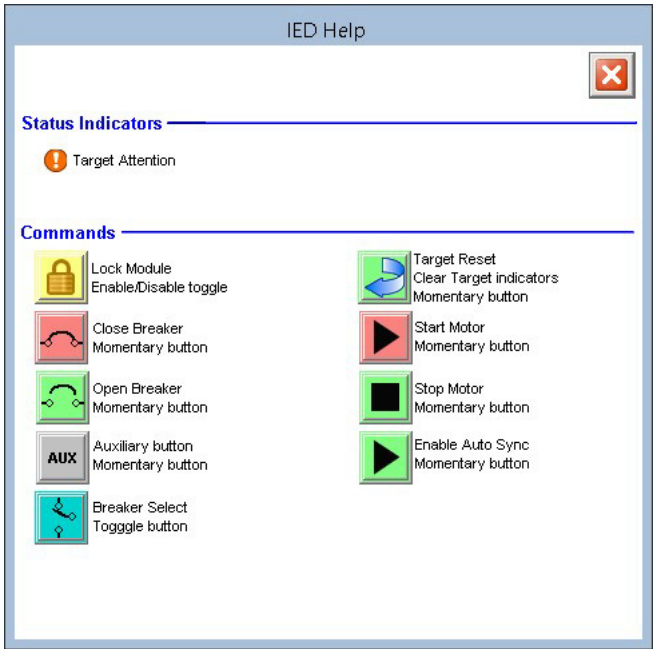 IED Help
Status Indicators
Target Attention
Commands
Lock Module
Enable/Disable toggle
Close Breaker
Momentary button
Open Breaker
Momentary button
AUX
Auxiliary button
Momentary button
Breaker Select
Togggle button
Target Reset
Clear Target indicators
Momentary button
Start Motor
Momentary button
Stop Motor
Momentary button
Enable Auto Sync
Momentary button